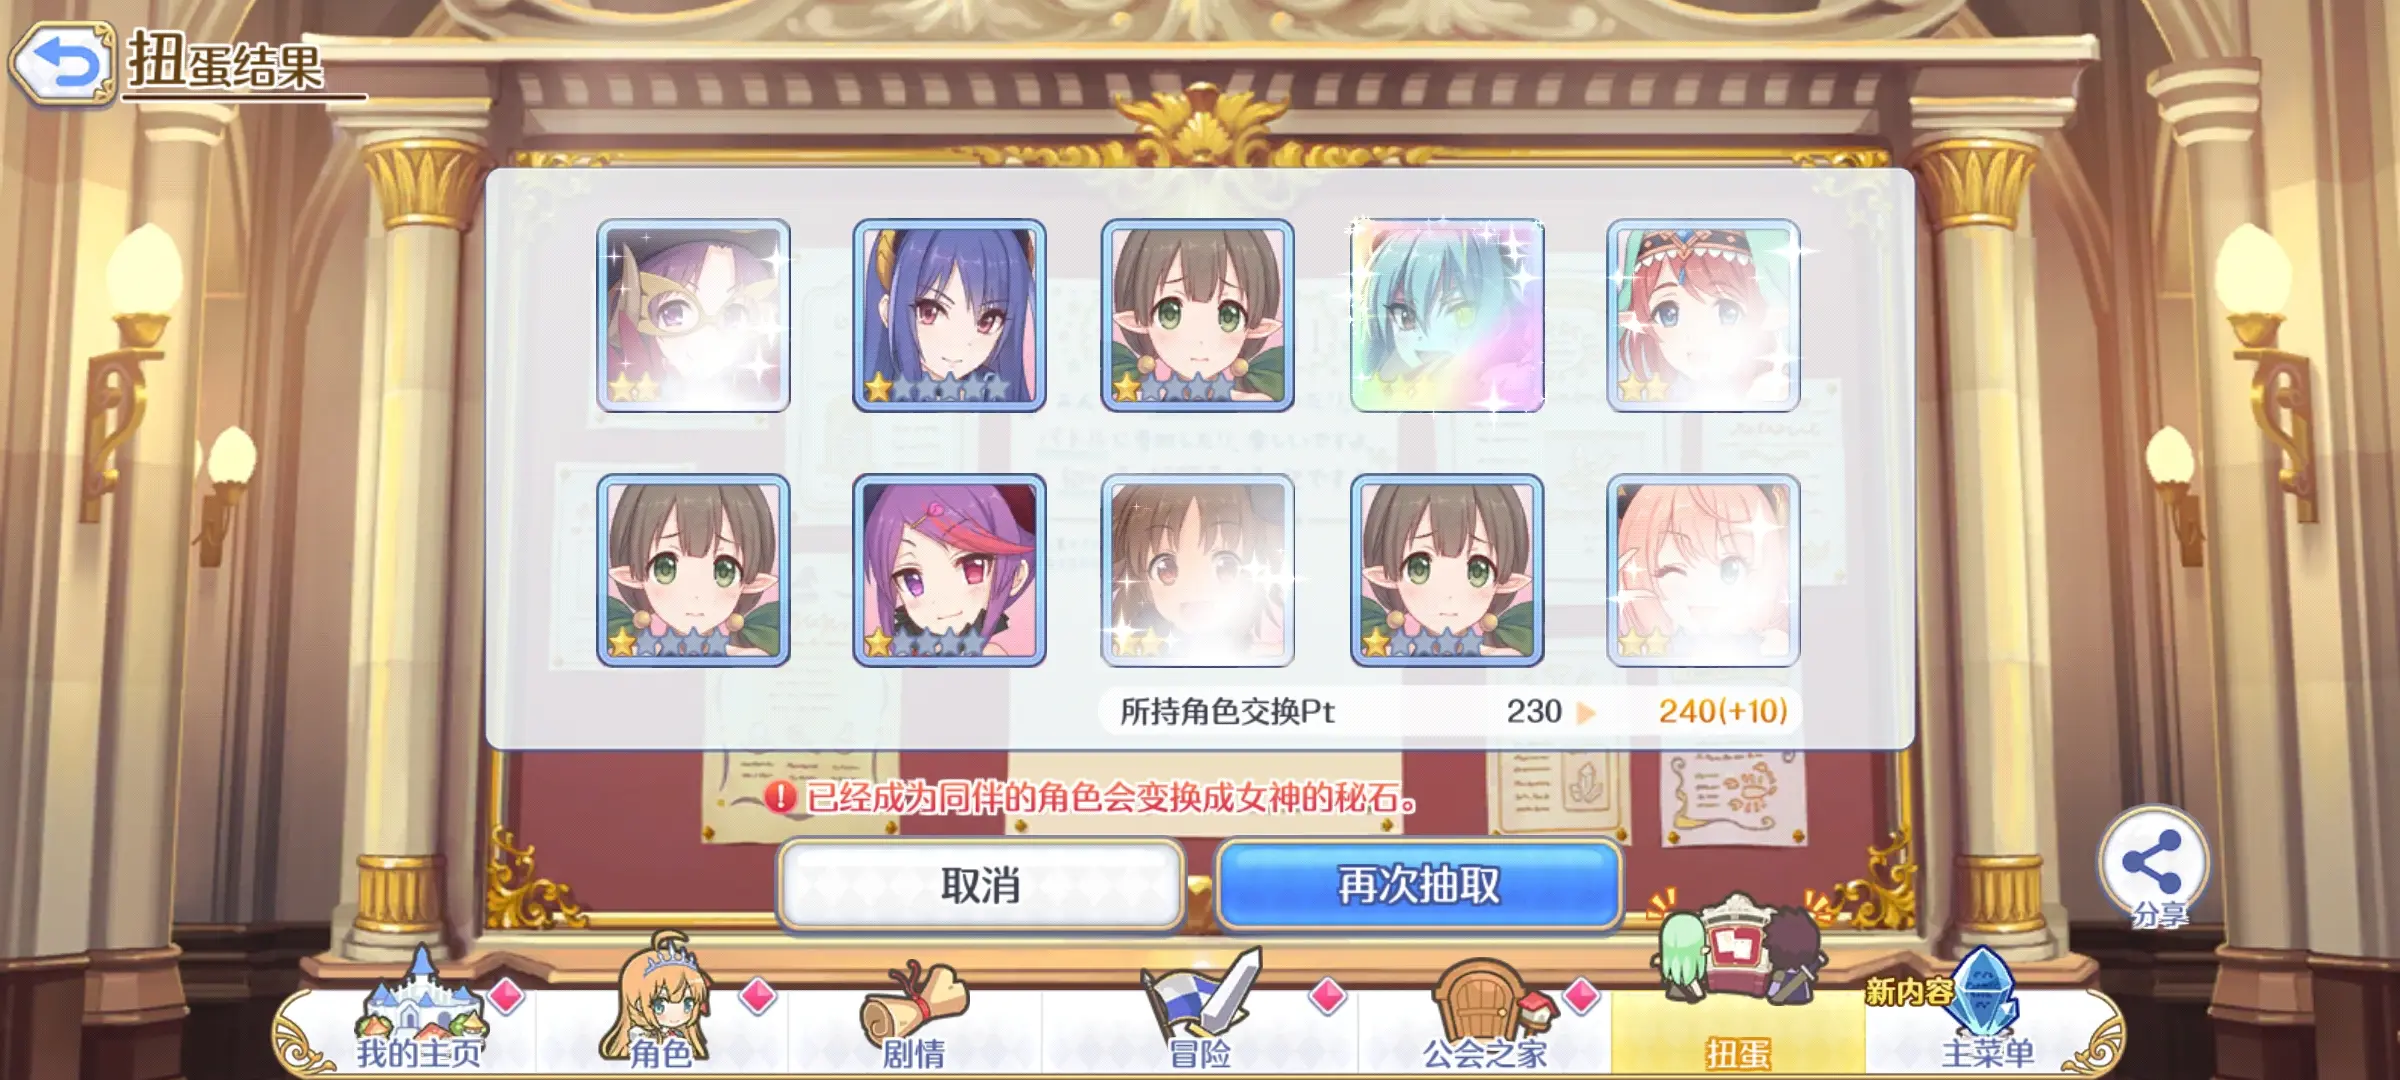 扭蛋结果
所持角色交换Pt 230 240(+10)
已经成为同伴的角色会变换成女神的秘石。
取消
再次抽取
分享
新内容
我的主页
角色
剧情
冒险
公会之家
扭蛋
主菜单